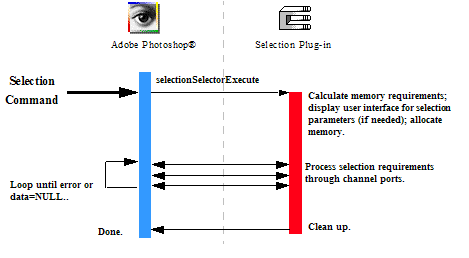 Adobe Photoshop®
Selection Plug-in
Selection
Command
selectionSelectorExecute
Calculate memory requirements;
display user interface for selection
parameters (if needed); allocate
memory.
Loop until error or
data=NULL..
Process selection requirements
through channel ports.
Done.
Clean up.